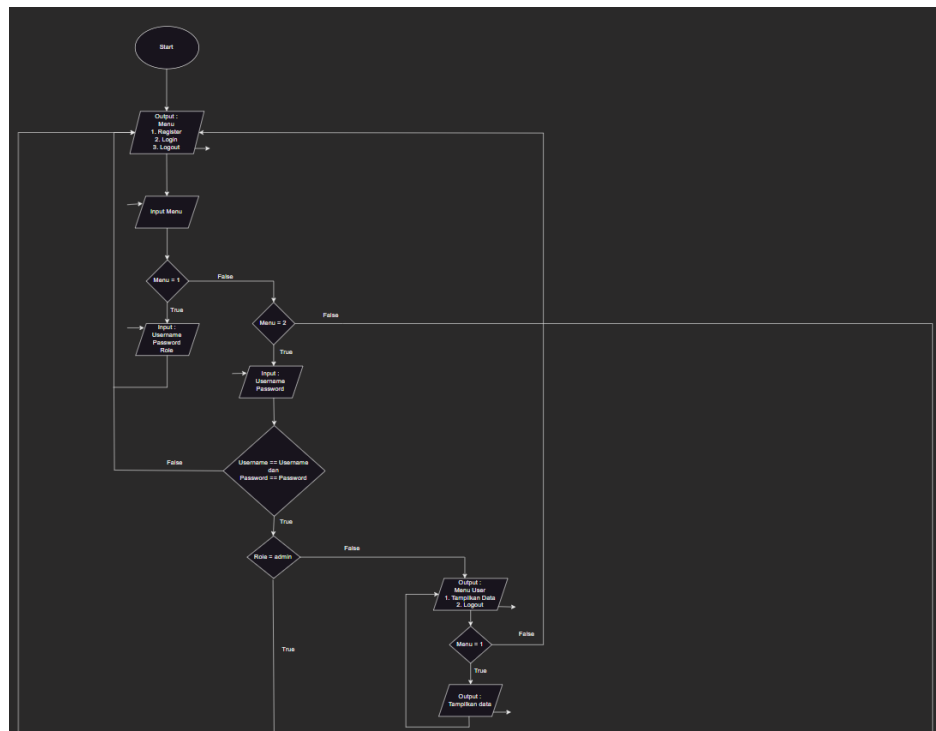 Start
Output :
Menu
1. Register
2. Login
3. Logout
Input Menu
Menu = 1
False
True
Input :
Username
Password
Role
Menu = 2
False
True
Input :
Username
Password
Username == Username
dan
Password == Password
False
True
Role = admin
False
True
Output :
Menu User
1. Tampilkan Data
2. Logout
Menu = 1
False
True
Output :
Tampilkan data